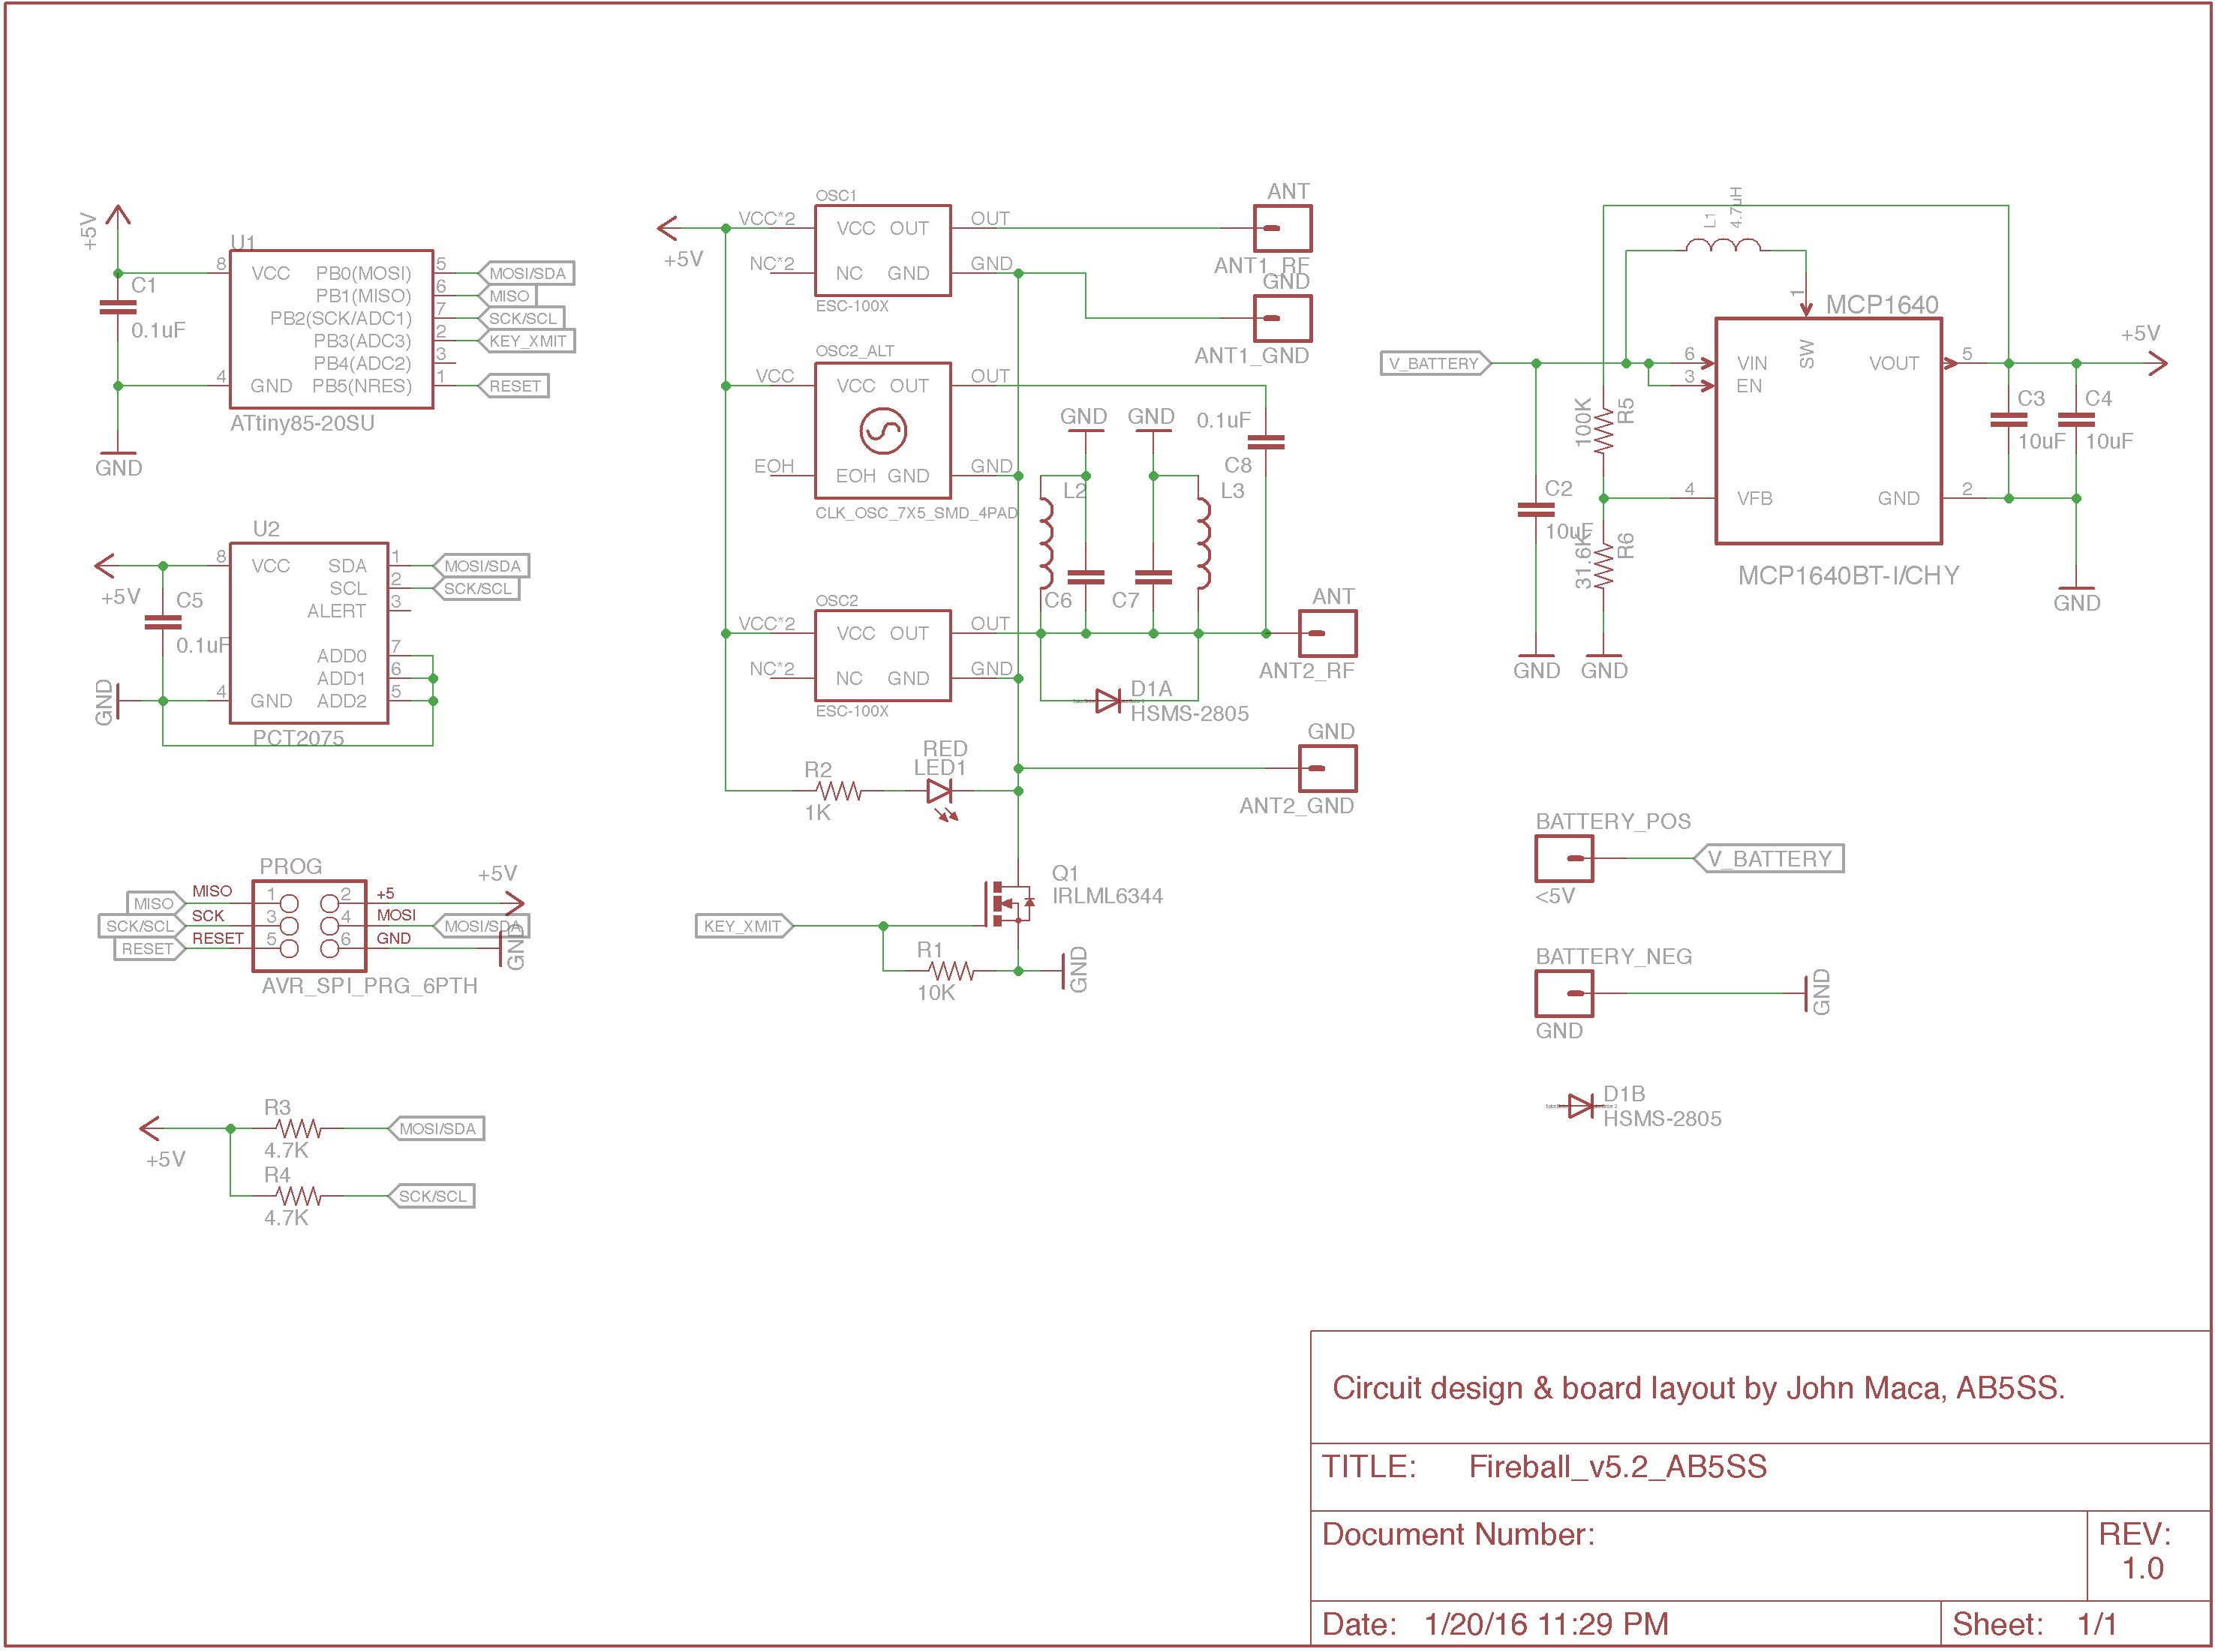 +5V
C1
0.1uF
GND
U1
8
VCC
4
GND
PB0(MOSI)
5
MOSI/SDA
PB1(MISO)
6
MISO
PB2(SCK/ADC1)
7
SCK/SCL
PB3(ADC3)
2
KEY_XMIT
PB4(ADC2)
3
PB5(NRES)
1
RESET
ATtiny85-20SU
U2
+5V
C5
0.1uF
GND
8
VCC
4
GND
SDA
1
MOSI/SDA
SCL
2
SCK/SCL
ALERT
3
ADD0
7
ADD1
6
ADD2
5
PCT2075
PROG
MISO
MISO
1
2
+5
+5V
SCK/SCL
SCK
3
4
MOSI
MOSI/SDA
RESET
RESET
5
6
GND
GND
AVR_SPI_PRG_6PTH
+5V
R3
4.7K
MOSI/SDA
R4
4.7K
SCK/SCL
+5V
OSC1
VCC*2
VCC OUT
OUT
NC*2
NC GND
GND
ESC-100X
ANT
ANT1_RF
GND
ANT1_GND
OSC2_ALT
VCC
VCC OUT
OUT
EOH
EOH GND
GND
CLK_OSC_7X5_SMD_4PAD
GND
GND
0.1uF
C8
L2
L3
C6
C7
OSC2
VCC*2
VCC OUT
OUT
NC*2
NC GND
GND
ESC-100X
ANT
ANT2_RF
D1A
HSMS-2805
GND
ANT2_GND
R2
1K
RED
LED1
Q1
IRLML6344
KEY_XMIT
R1
10K
GND
L1
4.7uH
V_BATTERY
MCP1640
1
SW
6
VIN
3
EN
4
VFB
VOUT
5
GND
2
MCP1640BT-I/CHY
100K
R5
31.6K
R6
C2
10uF
GND
GND
C3
10uF
C4
10uF
+5V
GND
BATTERY_POS
V_BATTERY
<5V
BATTERY_NEG
GND
GND
D1B
HSMS-2805
Circuit design & board layout by John Maca, AB5SS.
TITLE: Fireball_v5.2_AB5SS
Document Number:
REV:
1.0
Date: 1/20/16 11:29 PM
Sheet: 1/1